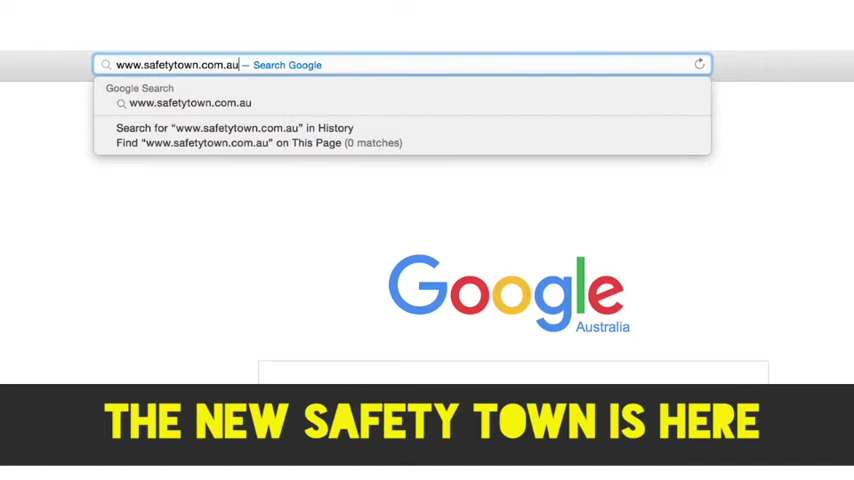 www.safetytown.com.au — Search Google
Google Search
www.safetytown.com.au
Search for “www.safetytown.com.au” in History
Find “www.safetytown.com.au” on This Page (0 matches)
Google
Australia
THE NEW SAFETY TOWN IS HERE